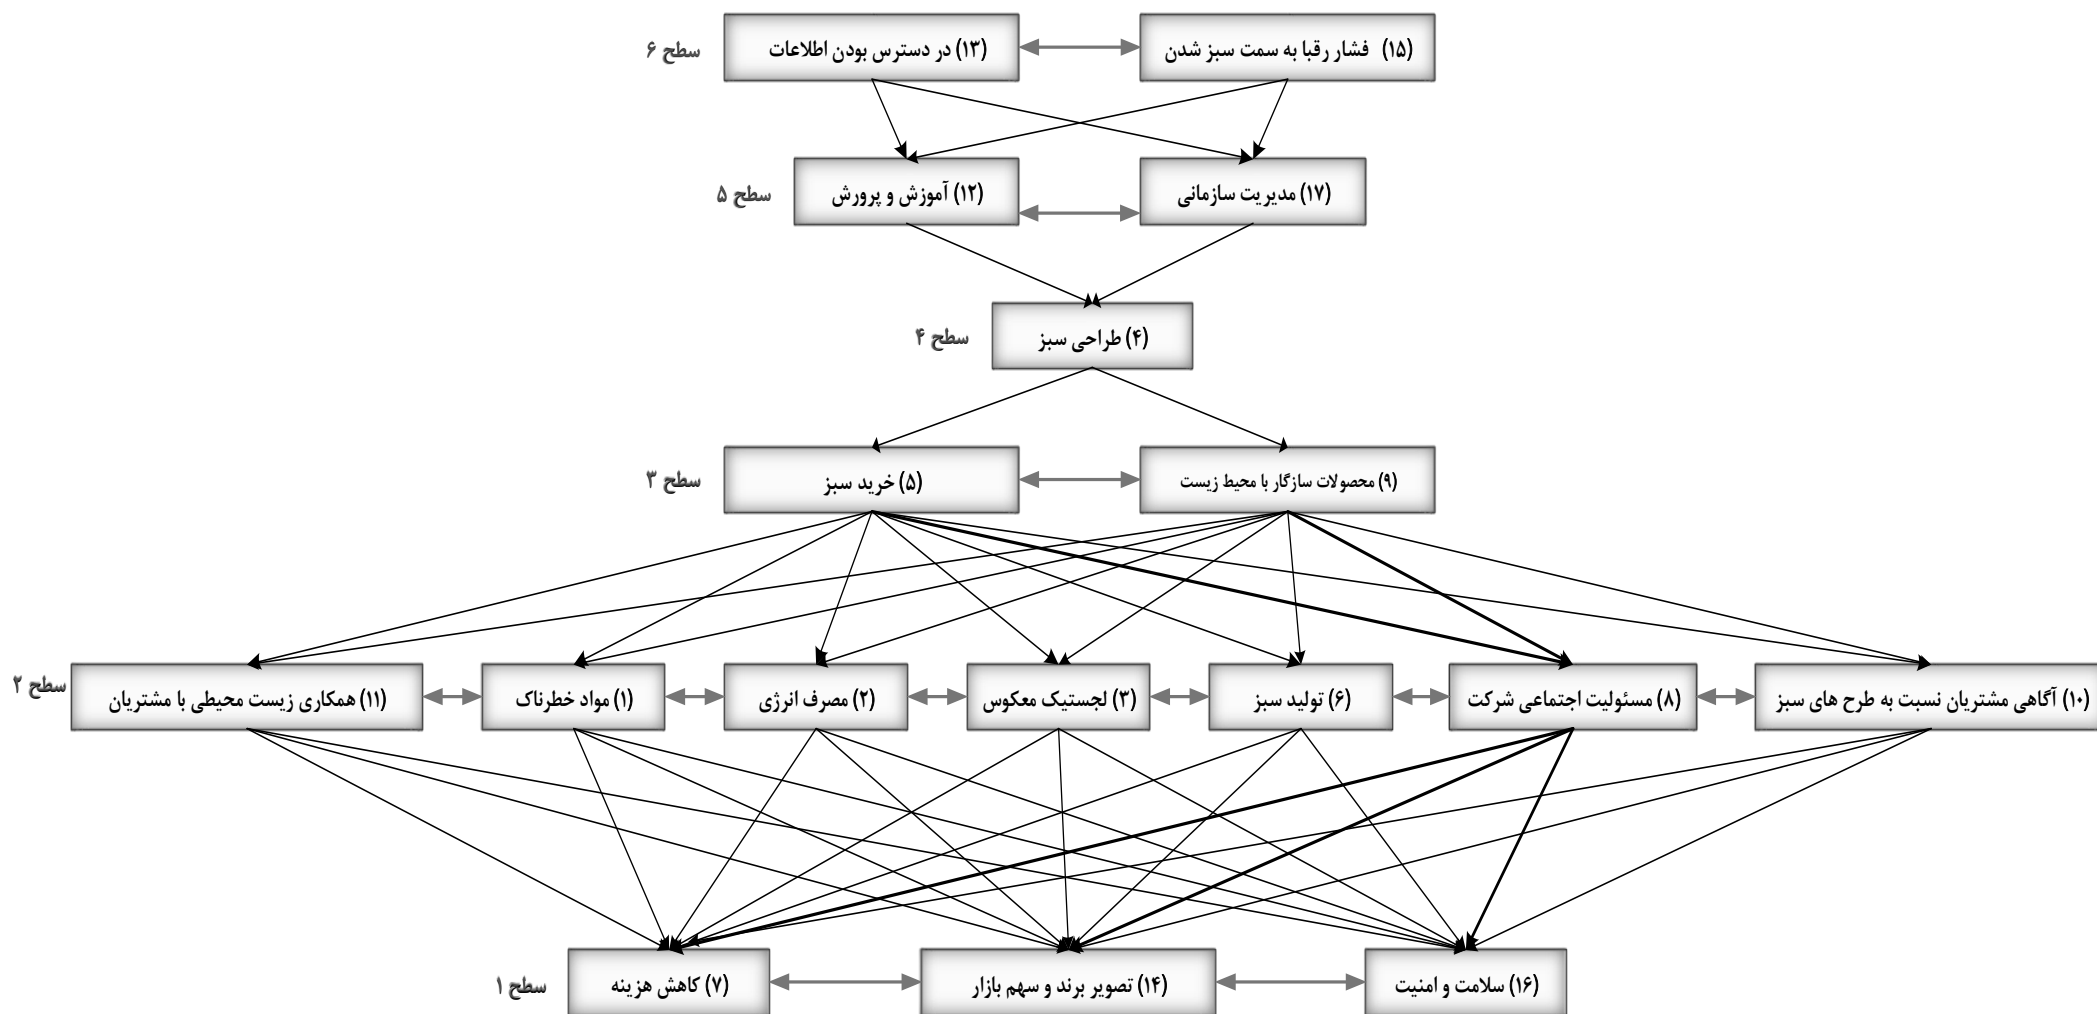 (۱۵) فشار رقبا به سمت سبز شدن
(۱۳) در دسترس بودن اطلاعات
سطح ۶
(۱۷) مدیریت سازمانی
(۱۲) آموزش و پرورش
سطح ۵
(۴) طراحی سبز
سطح ۴
(۹) محصولات سازگار با محیط زیست
(۵) خرید سبز
سطح ۳
(۱۰) آگاهی مشتریان نسبت به طرح های سبز
(۸) مسئولیت اجتماعی شرکت
(۶) تولید سبز
(۳) لجستیک معکوس
(۲) مصرف انرژی
(۱) مواد خطرناک
(۱۱) همکاری زیست محیطی با مشتریان
سطح ۲
(۱۶) سلامت و امنیت
(۱۴) تصویر برند و سهم بازار
(۷) کاهش هزینه
سطح ۱